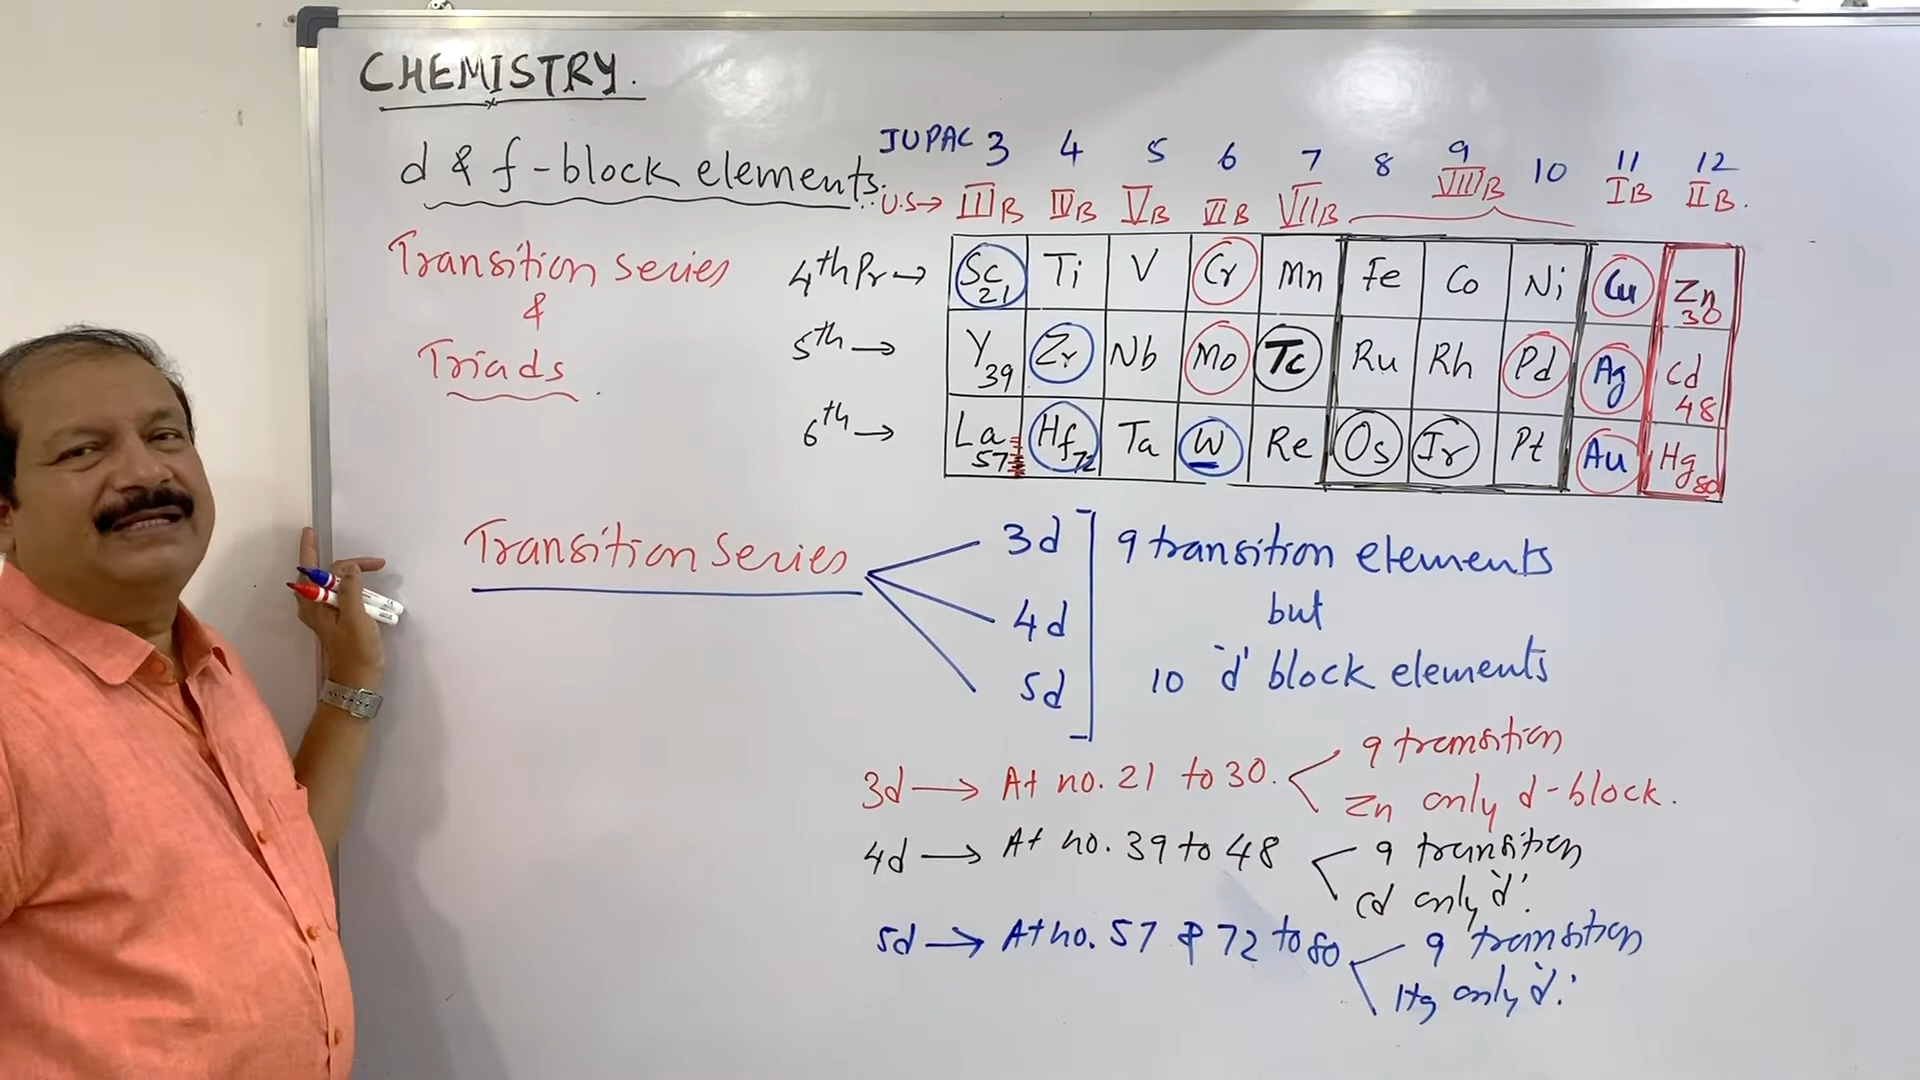 CHEMISTRY.
d & f-block elements.
Transition series
&
Triads.
IUPAC 3 4 5 6 7 8 9 10 11 12
U.S→ IIIB IVB VB VIB VIIB VIIIB IB IIB.
4th Pr → Sc 21 Ti V Cr Mn Fe Co Ni Cu Zn 30
5th → Y 39 Zr Nb Mo Tc Ru Rh Pd Ag Cd 48
6th → La 57 Hf 72 Ta W Re Os Ir Pt Au Hg 80
Transition Series
3d
4d
5d
9 transition elements
but
10 'd' block elements
3d → At no. 21 to 30. 9 transition
Zn only d-block.
4d → At no. 39 to 48 9 transition
Cd only 'd'.
5d → At no. 57 & 72 to 80 9 transition
Hg only 'd'.